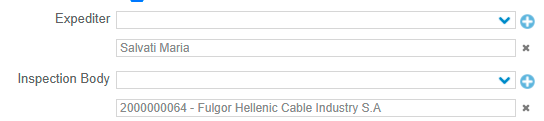 Expediter
Salvati Maria
Inspection Body
2000000064 - Fulgor Hellenic Cable Industry S.A